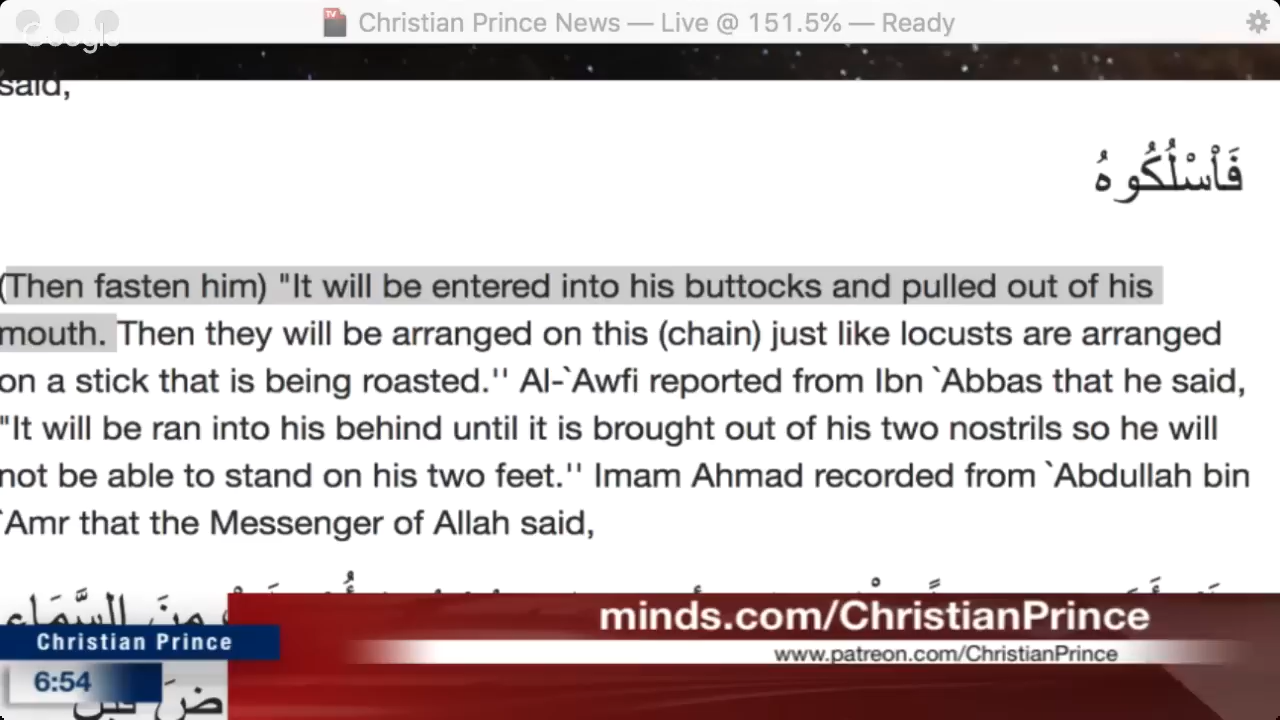 Christian Prince News — Live @ 151.5% — Ready
Google
said,
فَاْسْلُكُوهُ
(Then fasten him) "It will be entered into his buttocks and pulled out of his
mouth. Then they will be arranged on this (chain) just like locusts are arranged
on a stick that is being roasted.'' Al-`Awfi reported from Ibn `Abbas that he said,
"It will be ran into his behind until it is brought out of his two nostrils so he will
not be able to stand on his two feet.'' Imam Ahmad recorded from `Abdullah bin
`Amr that the Messenger of Allah said,
مِنَ السَّمَاءِ
minds.com/ChristianPrince
Christian Prince
www.patreon.com/ChristianPrince
6:54